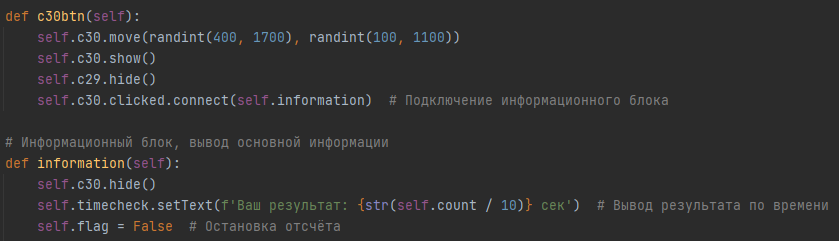 def c30btn(self):
    self.c30.move(randint(400, 1700), randint(100, 1100))
    self.c30.show()
    self.c29.hide()
    self.c30.clicked.connect(self.information)  # Подключение информационного блока

# Информационный блок, вывод основной информации
def information(self):
    self.c30.hide()
    self.timecheck.setText(f'Ваш результат: {str(self.count / 10)} сек')  # Вывод результата по времени
    self.flag = False  # Остановка отсчёта